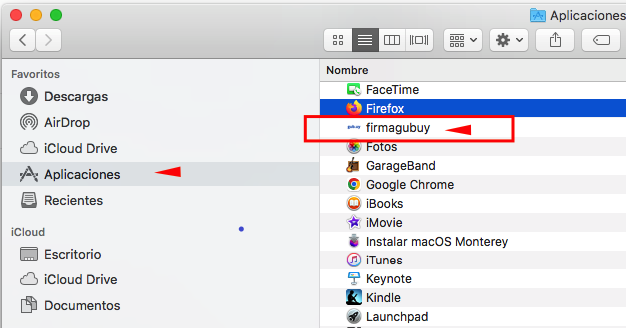 Aplicaciones
Favoritos
Descargas
AirDrop
iCloud Drive
Aplicaciones
Recientes
iCloud
Escritorio
iCloud Drive
Documentos
Nombre
FaceTime
Firefox
firmagubuy
Fotos
GarageBand
Google Chrome
iBooks
iMovie
Instalar macOS Monterey
iTunes
Keynote
Kindle
Launchpad